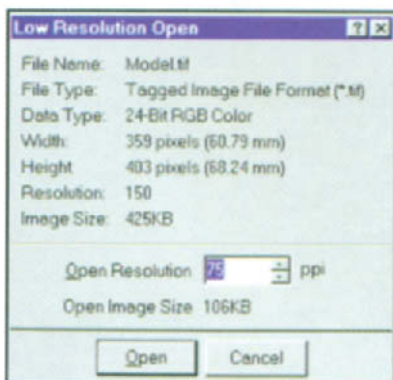 Low Resolution Open
File Name: Model.tif
File Type: Tagged Image File Format (*.tif)
Data Type: 24-Bit RGB Color
Width: 359 pixels (60.79 mm)
Height 403 pixels (68.24 mm)
Resolution: 150
Image Size: 425KB
Open Resolution 75 ppi
Open Image Size 106KB
Open Cancel